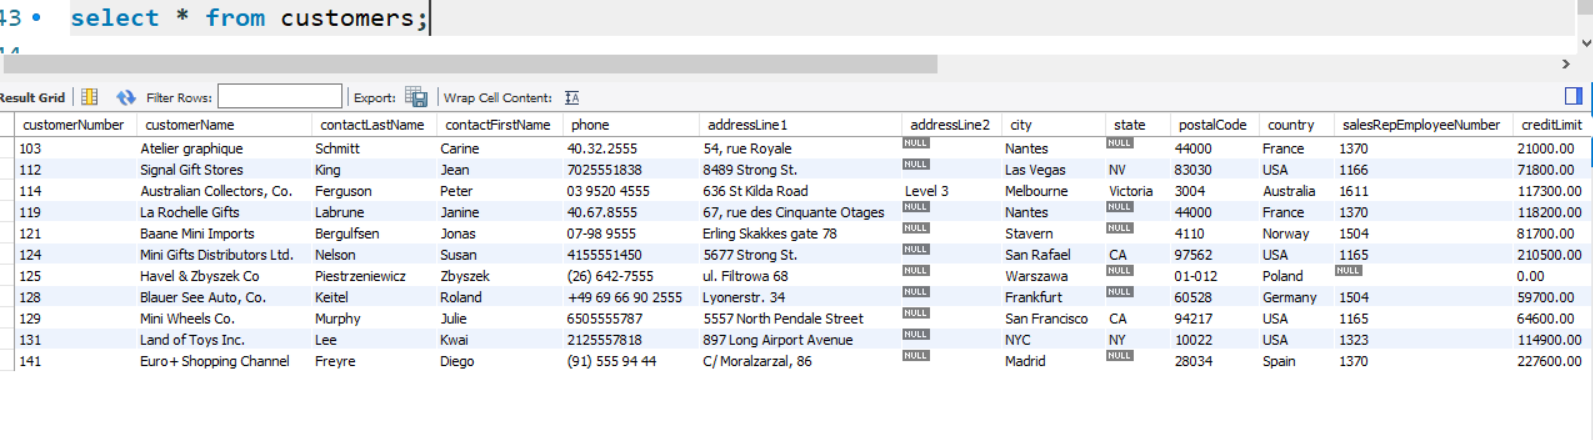 43 select * from customers;
44
Result Grid Filter Rows: Export: Wrap Cell Content:
customerNumber customerName contactLastName contactFirstName phone addressLine1 addressLine2 city state postalCode country salesRepEmployeeNumber creditLimit
103 Atelier graphique Schmitt Carine 40.32.2555 54, rue Royale NULL Nantes NULL 44000 France 1370 21000.00
112 Signal Gift Stores King Jean 7025551838 8489 Strong St. NULL Las Vegas NV 83030 USA 1166 71800.00
114 Australian Collectors, Co. Ferguson Peter 03 9520 4555 636 St Kilda Road Level 3 Melbourne Victoria 3004 Australia 1611 117300.00
119 La Rochelle Gifts Labrune Janine 40.67.8555 67, rue des Cinquante Otages NULL Nantes NULL 44000 France 1370 118200.00
121 Baane Mini Imports Bergulfsen Jonas 07-98 9555 Erling Skakkes gate 78 NULL Stavern NULL 4110 Norway 1504 81700.00
124 Mini Gifts Distributors Ltd. Nelson Susan 4155551450 5677 Strong St. NULL San Rafael CA 97562 USA 1165 210500.00
125 Havel & Zbyszek Co Piestrzeniewicz Zbyszek (26) 642-7555 ul. Filtrowa 68 NULL Warszawa NULL 01-012 Poland NULL 0.00
128 Blauer See Auto, Co. Keitel Roland +49 69 66 90 2555 Lyonerstr. 34 NULL Frankfurt NULL 60528 Germany 1504 59700.00
129 Mini Wheels Co. Murphy Julie 6505555787 5557 North Pendale Street NULL San Francisco CA 94217 USA 1165 64600.00
131 Land of Toys Inc. Lee Kwai 2125557818 897 Long Airport Avenue NULL NYC NY 10022 USA 1323 114900.00
141 Euro+ Shopping Channel Freyre Diego (91) 555 94 44 C/ Moralzarzal, 86 NULL Madrid NULL 28034 Spain 1370 227600.00